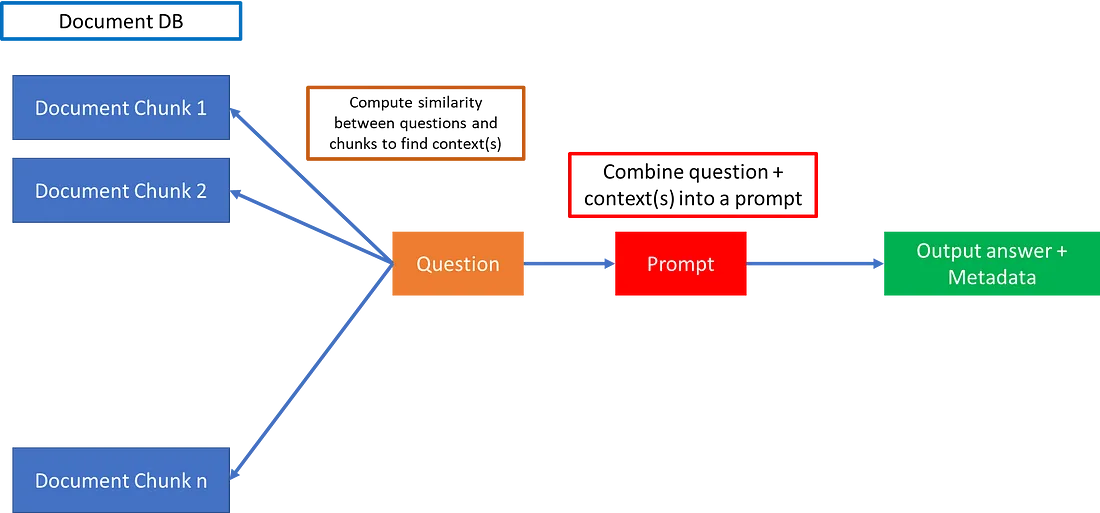 Document DB
Document Chunk 1
Document Chunk 2
Document Chunk n
Compute similarity
between questions and
chunks to find context(s)
Question
Combine question +
context(s) into a prompt
Prompt
Output answer +
Metadata